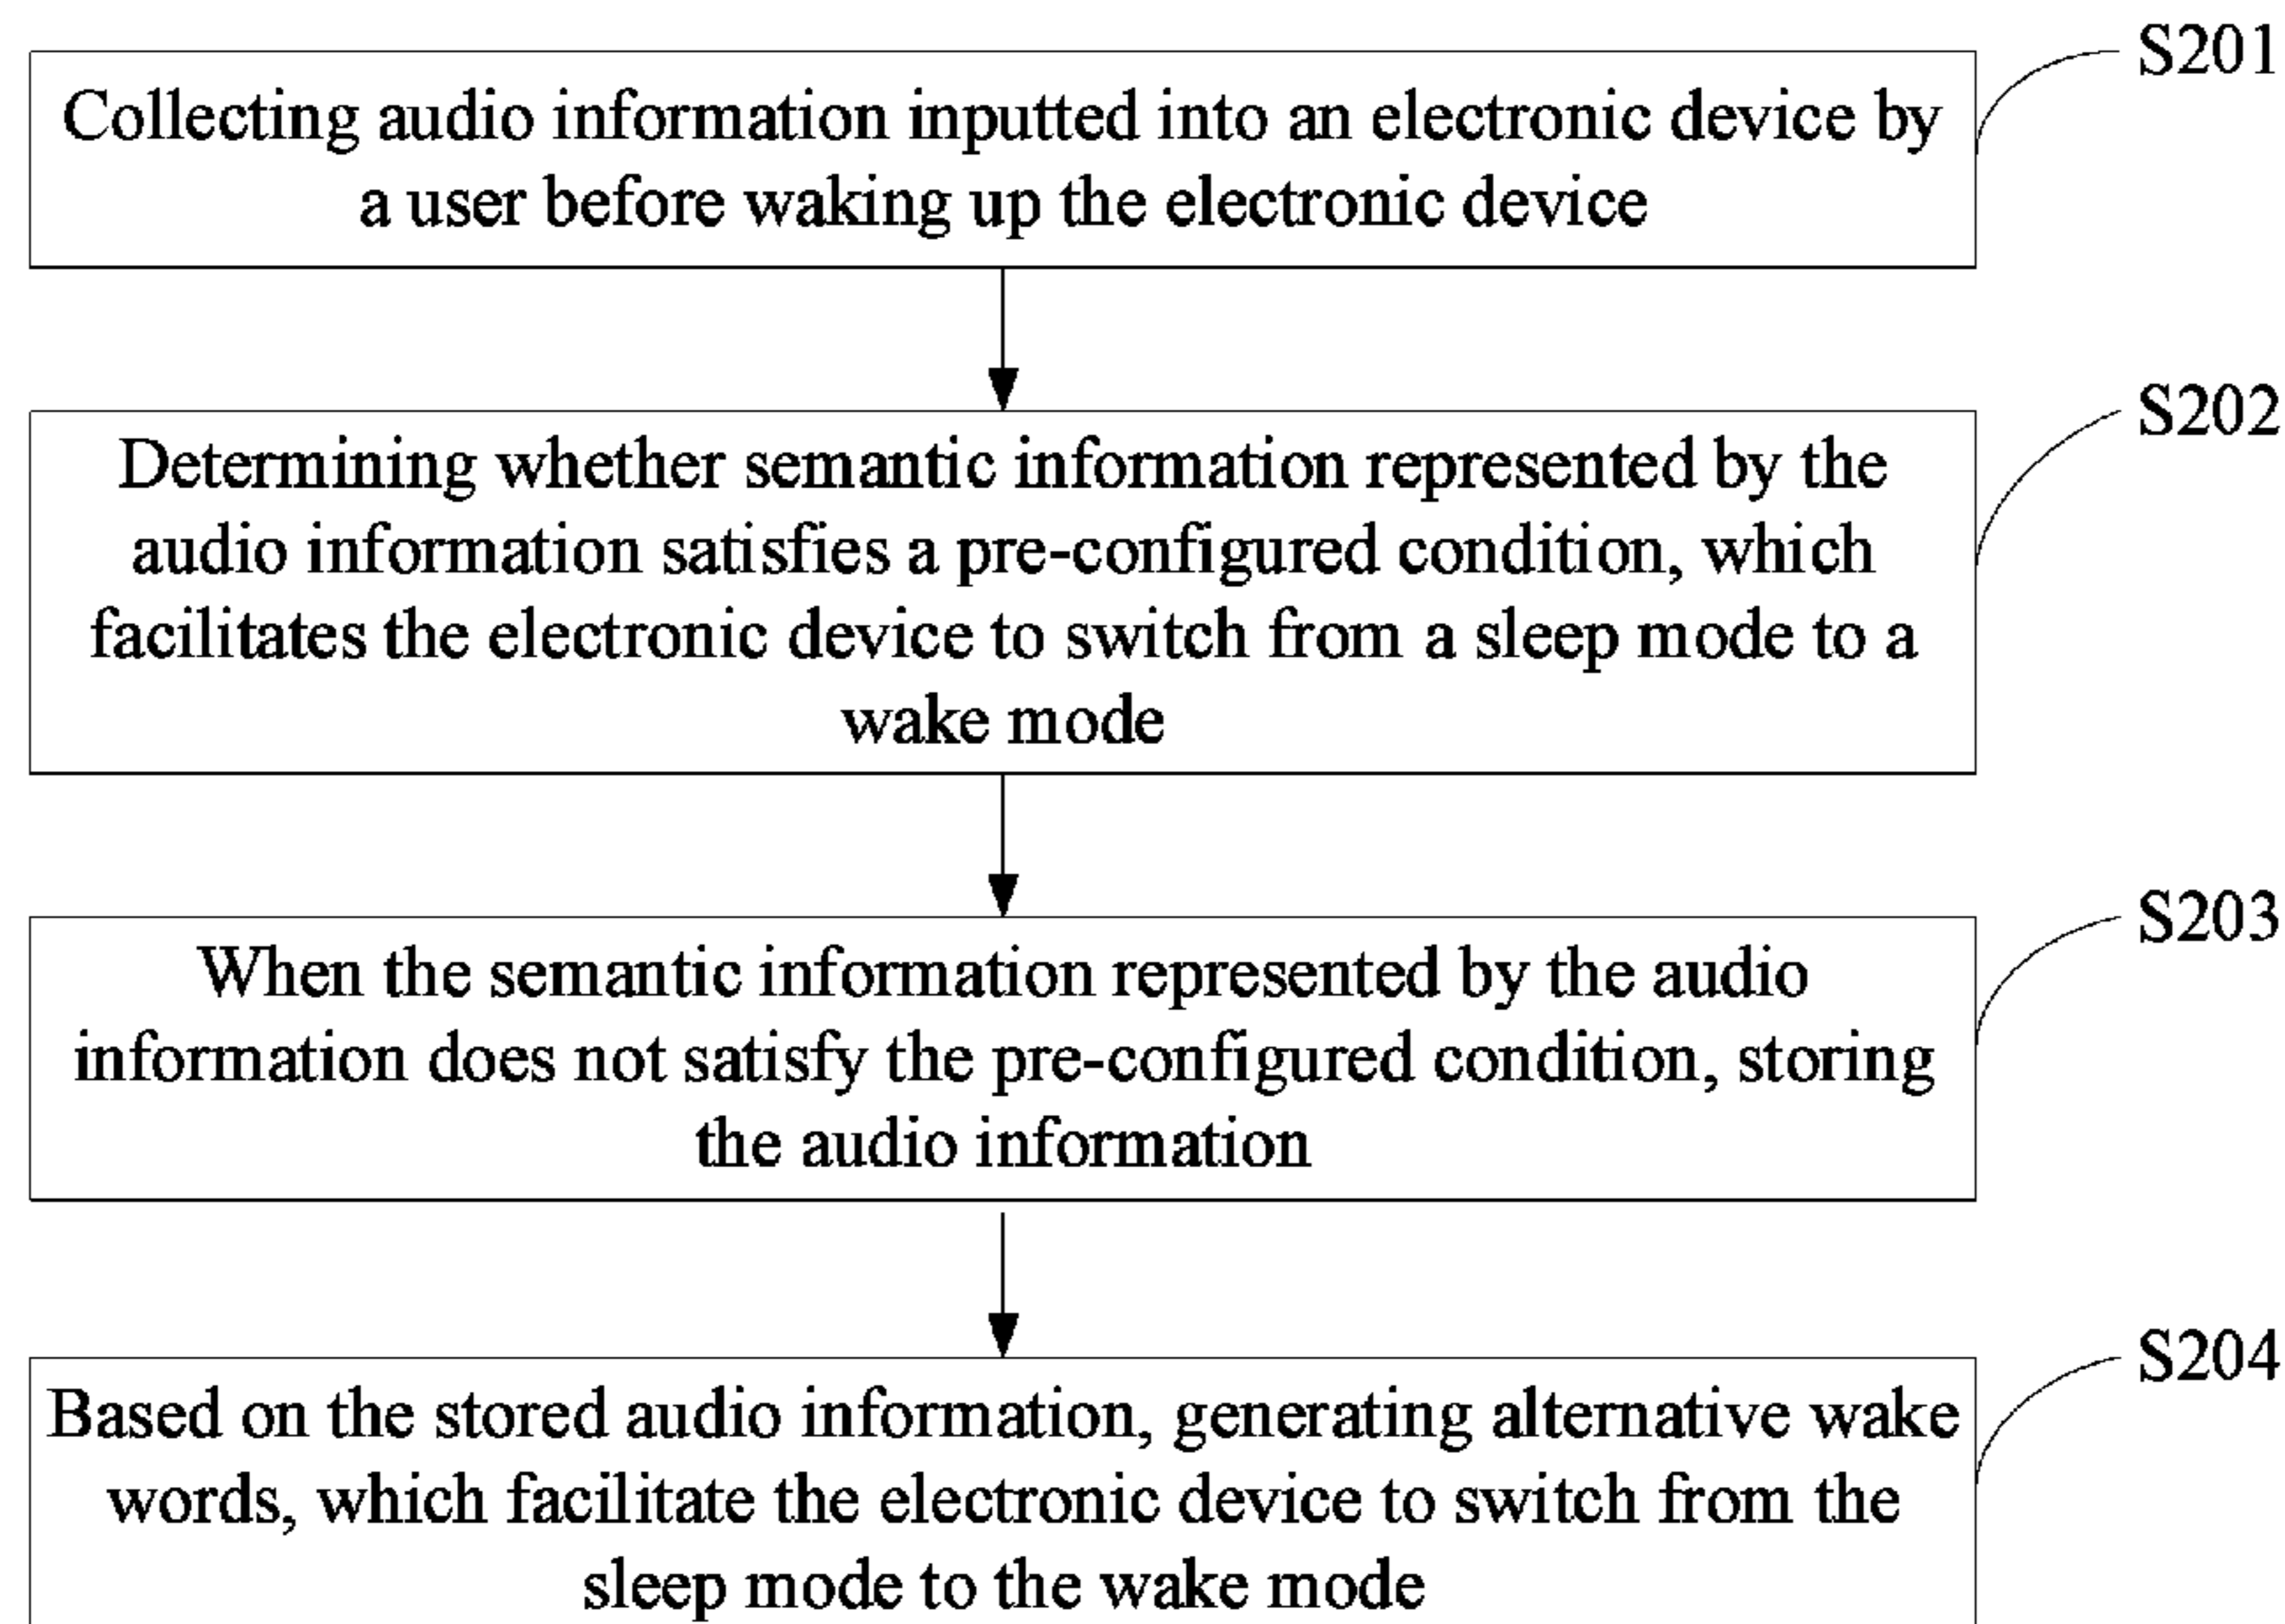 S201
Collecting audio information inputted into an electronic device by
a user before waking up the electronic device
S202
Determining whether semantic information represented by the
audio information satisfies a pre-configured condition, which
facilitates the electronic device to switch from a sleep mode to a
wake mode
S203
When the semantic information represented by the audio
information does not satisfy the pre-configured condition, storing
the audio information
S204
Based on the stored audio information, generating alternative wake
words, which facilitate the electronic device to switch from the
sleep mode to the wake mode